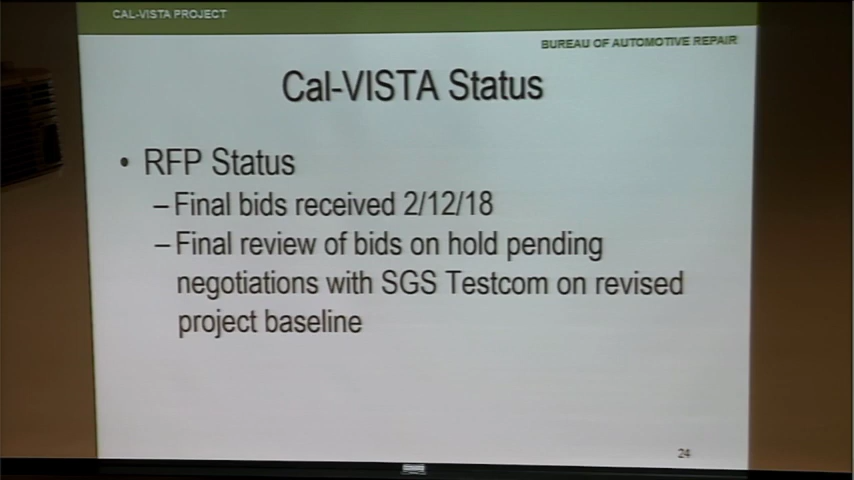 CAL-VISTA PROJECT
BUREAU OF AUTOMOTIVE REPAIR
Cal-VISTA Status
• RFP Status
– Final bids received 2/12/18
– Final review of bids on hold pending
negotiations with SGS Testcom on revised
project baseline
24